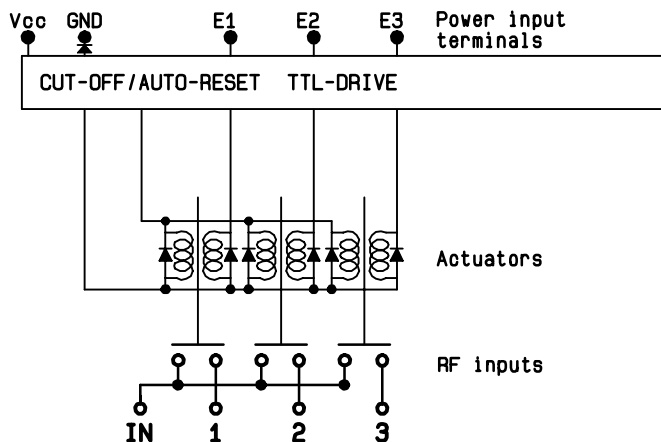 Vcc GND E1 E2 E3 Power input
terminals
CUT-OFF/AUTO-RESET TTL-DRIVE
Actuators
RF inputs
IN 1 2 3